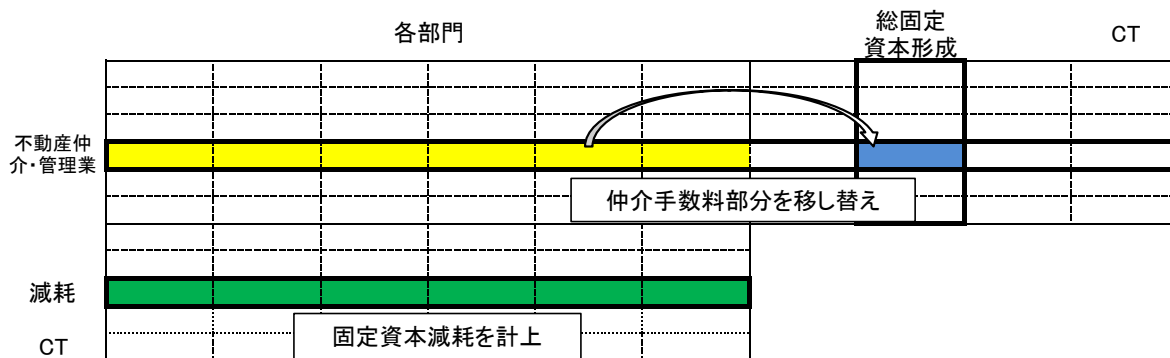 各部門
総固定
資本形成
CT
不動産仲
介・管理業
仲介手数料部分を移し替え
減耗
固定資本減耗を計上
CT